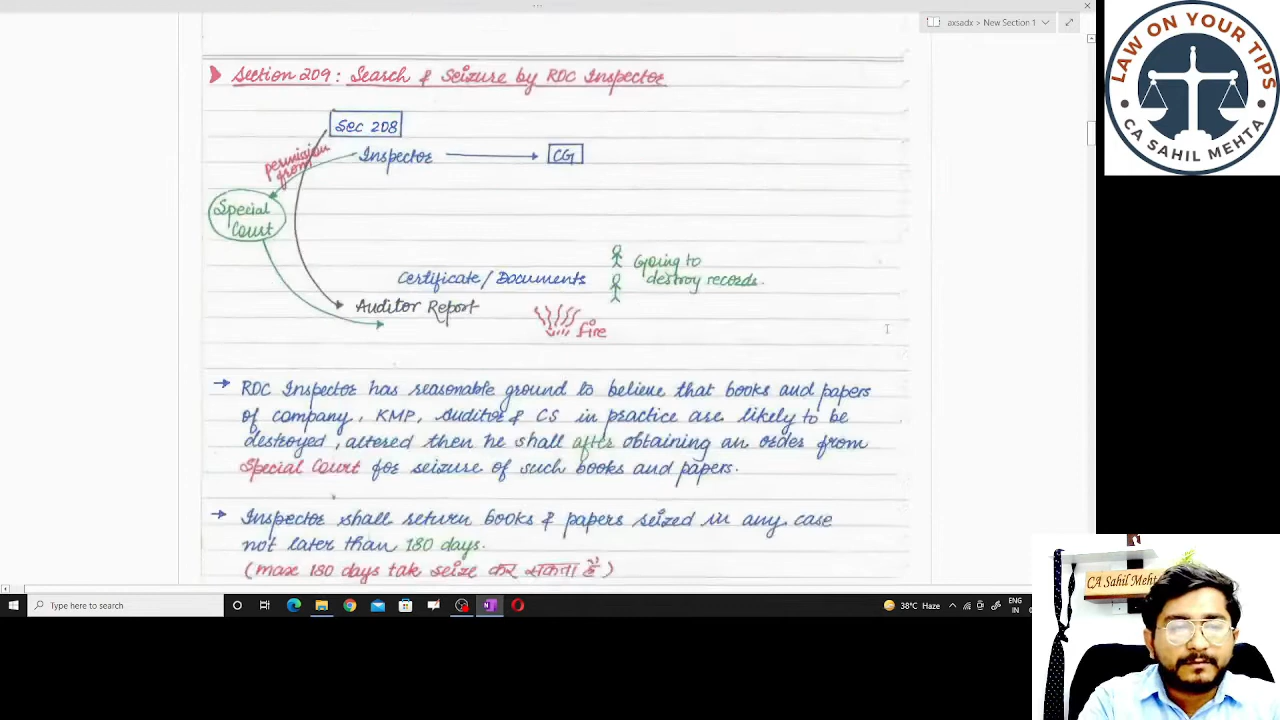 axsadx > New Section 1
LAW ON YOUR TIPS
CA SAHIL MEHTA
Section 209: Search & Seizure by RDC Inspector
Sec 208
permission from
Inspector
CG
Special
Court
Going to
destroy records.
Certificate/Documents
Auditor Report
fire
→ RDC Inspector has reasonable ground to believe that books and papers
of company, KMP, Auditor & CS in practice are likely to be
destroyed, altered then he shall after obtaining an order from
Special Court for seizure of such books and papers.
→ Inspector shall return books & papers seized in any case
not later than 180 days.
(max 180 days tak seize कर सकता है)
CA Sahil Meh
Type here to search
38°C Haze
ENG
IN